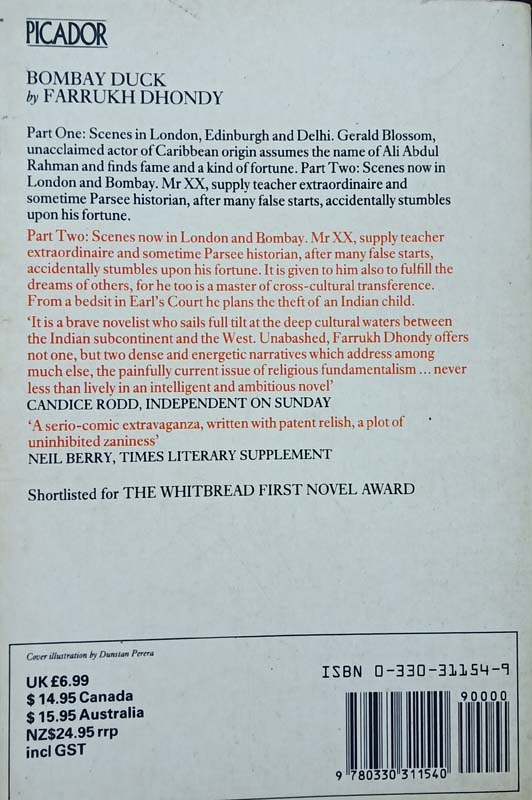 PICADOR
BOMBAY DUCK
by FARRUKH DHONDY
Part One: Scenes in London, Edinburgh and Delhi. Gerald Blossom,
unacclaimed actor of Caribbean origin assumes the name of Ali Abdul
Rahman and finds fame and a kind of fortune. Part Two: Scenes now in
London and Bombay. Mr XX, supply teacher extraordinaire and
sometime Parsee historian, after many false starts, accidentally stumbles
upon his fortune.
Part Two: Scenes now in London and Bombay. Mr XX, supply teacher
extraordinaire and sometime Parsee historian, after many false starts,
accidentally stumbles upon his fortune. It is given to him also to fulfill the
dreams of others, for he too is a master of cross-cultural transference.
From a bedsit in Earl's Court he plans the theft of an Indian child.
'It is a brave novelist who sails full tilt at the deep cultural waters between
the Indian subcontinent and the West. Unabashed, Farrukh Dhondy offers
not one, but two dense and energetic narratives which address among
much else, the painfully current issue of religious fundamentalism ... never
less than lively in an intelligent and ambitious novel'
CANDICE RODD, INDEPENDENT ON SUNDAY
'A serio-comic extravaganza, written with patent relish, a plot of
uninhibited zaniness'
NEIL BERRY, TIMES LITERARY SUPPLEMENT
Shortlisted for THE WHITBREAD FIRST NOVEL AWARD
Cover illustration by Dunstan Perera
UK £6.99
$ 14.95 Canada
$ 15.95 Australia
NZ$24.95 rrp
incl GST
ISBN 0-330-31154-9
90000
9 780330 311540